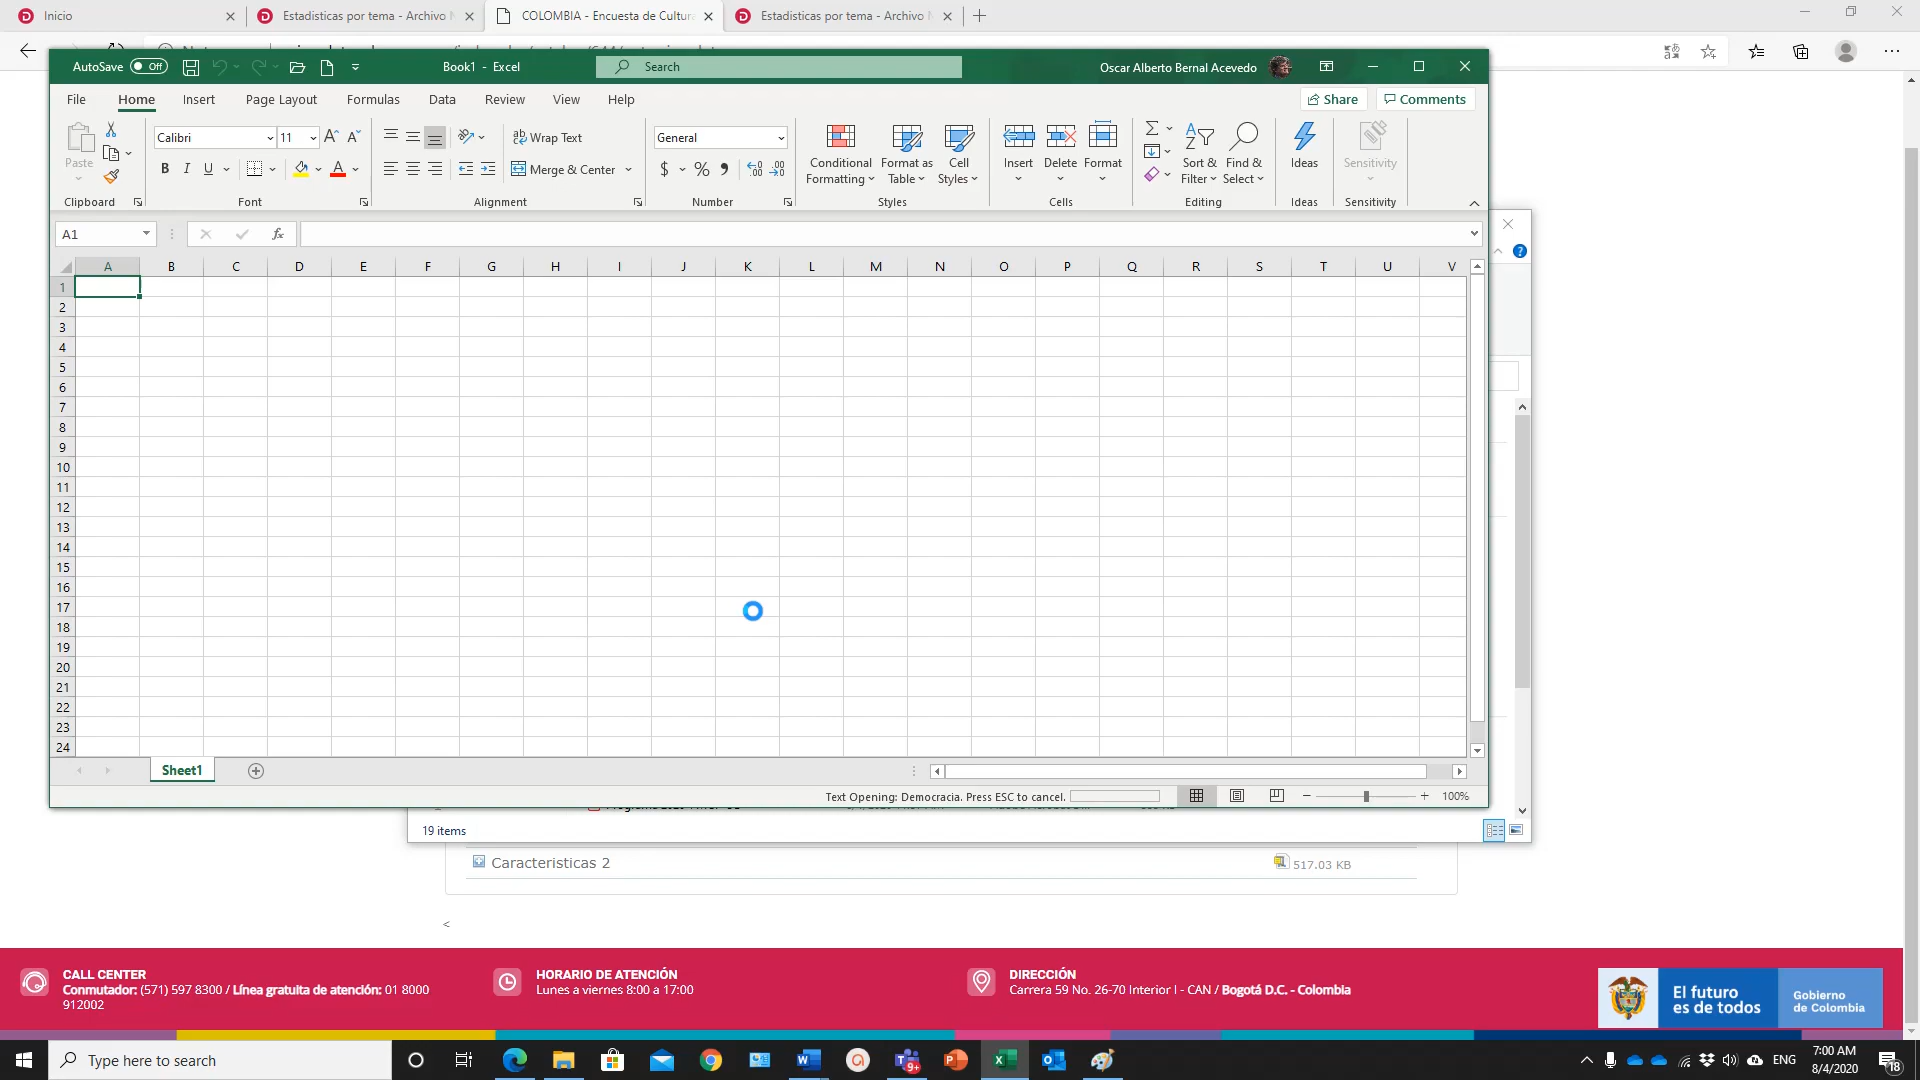 Inicio
Estadisticas por tema - Archivo N
COLOMBIA - Encuesta de Cultura
Estadisticas por tema - Archivo N
AutoSave Off
Book1 - Excel
Search
Oscar Alberto Bernal Acevedo
File Home Insert Page Layout Formulas Data Review View Help
Share Comments
Paste
Calibri 11
Wrap Text
Merge & Center
General
Conditional Formatting
Format as Table
Cell Styles
Insert Delete Format
Sort & Filter
Find & Select
Ideas
Sensitivity
Clipboard Font Alignment Number Styles Cells Editing Ideas Sensitivity
A1
fx
A B C D E F G H I J K L M N O P Q R S T U V
1
2
3
4
5
6
7
8
9
10
11
12
13
14
15
16
17
18
19
20
21
22
23
24
Sheet1
Text Opening: Democracia. Press ESC to cancel.
100%
19 items
Caracteristicas 2
517.03 KB
<
CALL CENTER
Conmutador: (571) 597 8300 / Línea gratuita de atención: 01 8000
912002
HORARIO DE ATENCIÓN
Lunes a viernes 8:00 a 17:00
DIRECCIÓN
Carrera 59 No. 26-70 Interior I - CAN / Bogotá D.C. - Colombia
El futuro
es de todos
Gobierno
de Colombia
Type here to search
9+
ENG
7:00 AM
8/4/2020
18